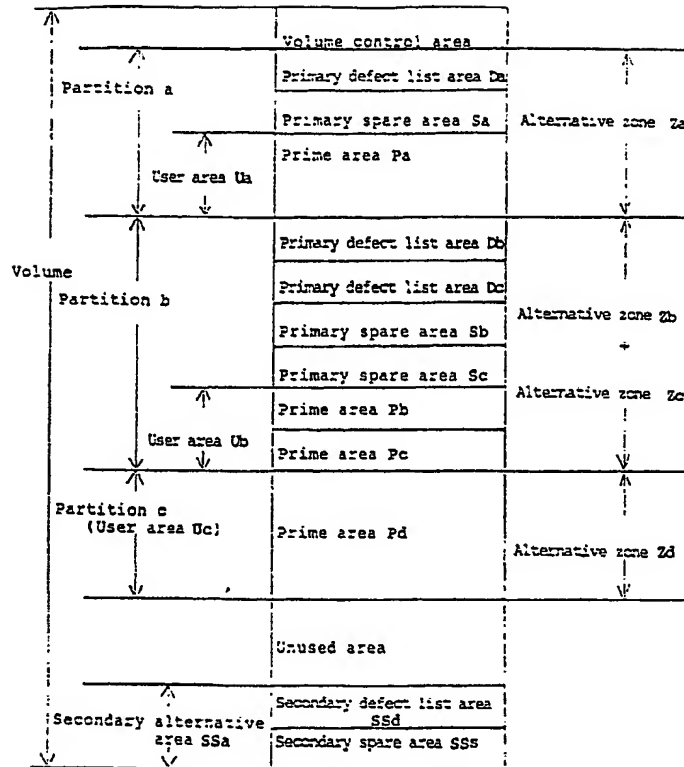 Volume control area
Partition a
Primary defect list area Da
Primary spare area Sa
Alternative zone Za
Prime area Pa
User area Ua
Primary defect list area Db
Volume
Partition b
Primary defect list area Dc
Alternative zone Zb
+
Primary spare area Sb
Primary spare area Sc
Alternative zone Zc
Prime area Pb
User area Ub
Prime area Pc
Partition c
(User area Uc)
Prime area Pd
Alternative zone Zd
Unused area
Secondary alternative
area SSa
Secondary defect list area
SSd
Secondary spare area SSs